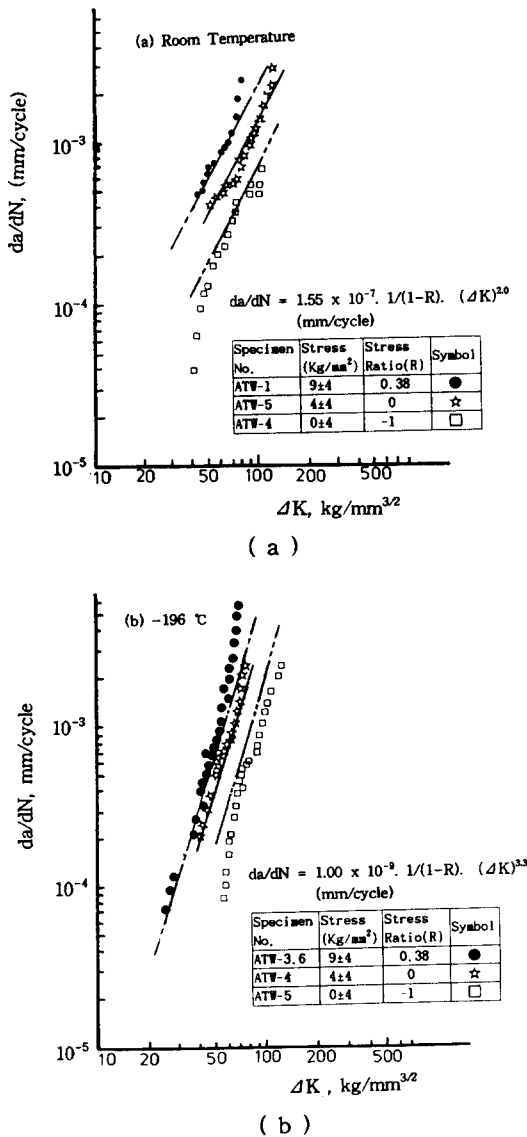 (a) Room Temperature
da/dN, (mm/cycle)
10⁻³
10⁻⁴
10⁻⁵
da/dN = 1.55 x 10⁻⁷. 1/(1-R). (ΔK)²·⁰
(mm/cycle)
Specimen No. Stress (Kg/mm²) Stress Ratio(R) Symbol
ATW-1 9±4 0.38 ●
ATW-5 4±4 0 ☆
ATW-4 0±4 -1 □
10 20 50 100 200 500
ΔK, kg/mm³/²
( a )
(b) -196 ℃
da/dN, mm/cycle
10⁻³
10⁻⁴
10⁻⁵
da/dN = 1.00 x 10⁻⁹. 1/(1-R). (ΔK)³·³
(mm/cycle)
Specimen No. Stress (Kg/mm²) Stress Ratio(R) Symbol
ATW-3.6 9±4 0.38 ●
ATW-4 4±4 0 ☆
ATW-5 0±4 -1 □
10 20 50 100 200 500
ΔK , kg/mm³/²
( b )